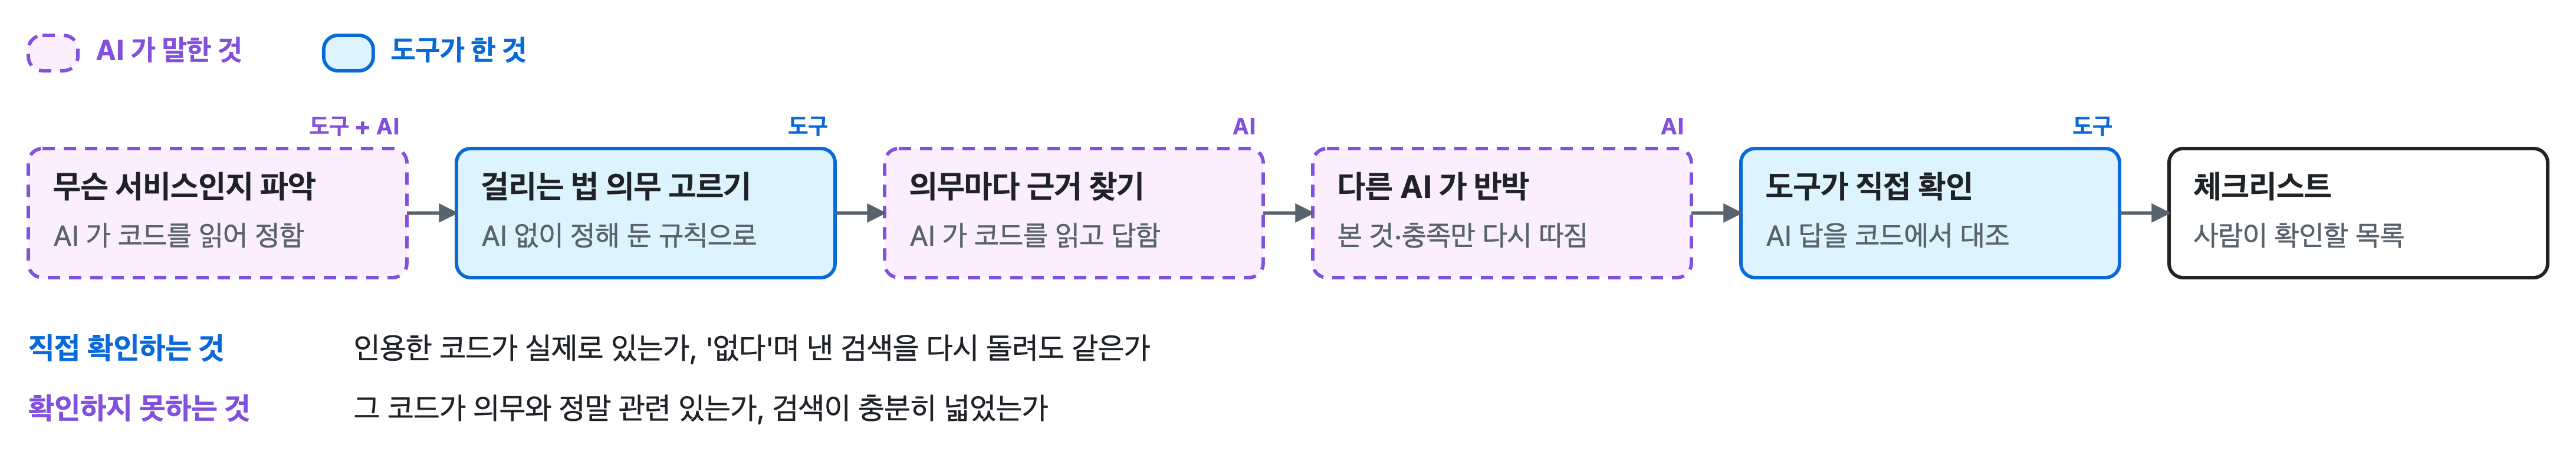 AI 가 말한 것
도구가 한 것
도구 + AI
무슨 서비스인지 파악
AI 가 코드를 읽어 정함
도구
걸리는 법 의무 고르기
AI 없이 정해 둔 규칙으로
AI
의무마다 근거 찾기
AI 가 코드를 읽고 답함
AI
다른 AI 가 반박
본 것·충족만 다시 따짐
도구
도구가 직접 확인
AI 답을 코드에서 대조
체크리스트
사람이 확인할 목록
직접 확인하는 것
인용한 코드가 실제로 있는가, '없다'며 낸 검색을 다시 돌려도 같은가
확인하지 못하는 것
그 코드가 의무와 정말 관련 있는가, 검색이 충분히 넓었는가